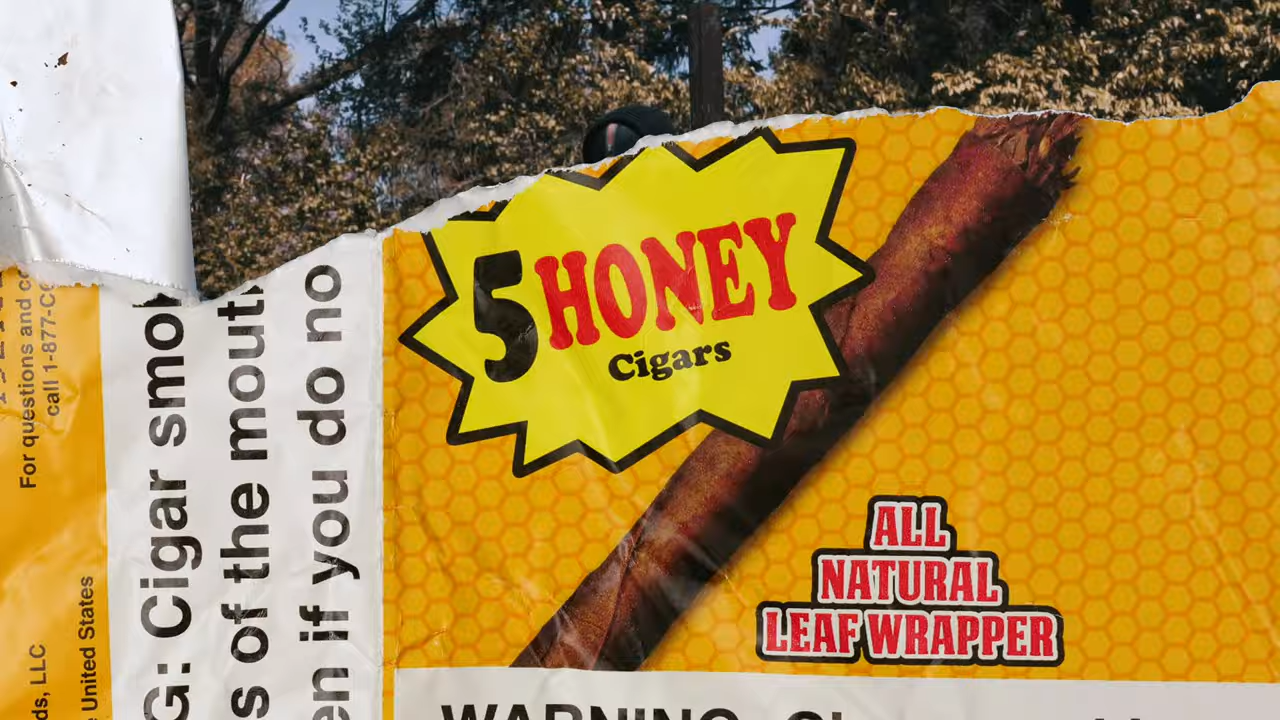 For questions and
call 1-877-
ds, LLC
United States
G: Cigar smo
s of the mout
en if you do no
5 HONEY
Cigars
ALL
NATURAL
LEAF WRAPPER
WARNING: